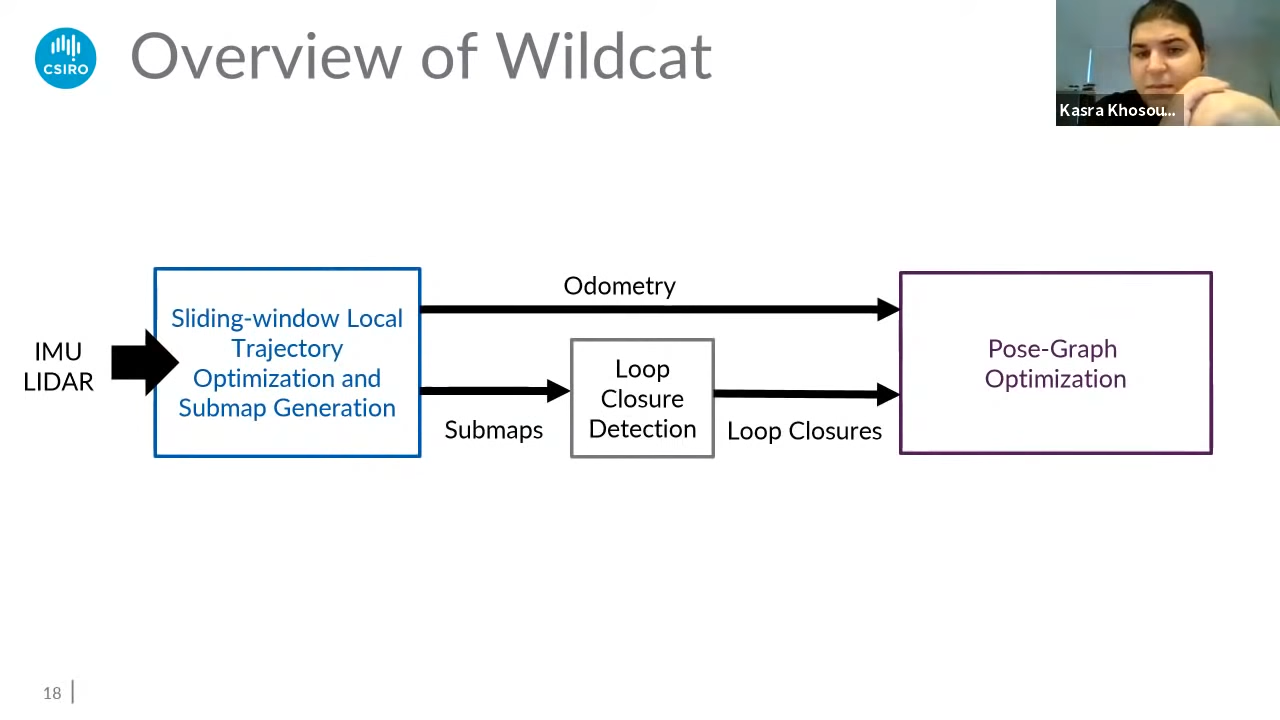 CSIRO
Overview of Wildcat
Kasra Khosou...
Odometry
Sliding-window Local
Trajectory
Optimization and
Submap Generation
IMU
LIDAR
Loop
Closure
Detection
Submaps
Loop Closures
Pose-Graph
Optimization
18